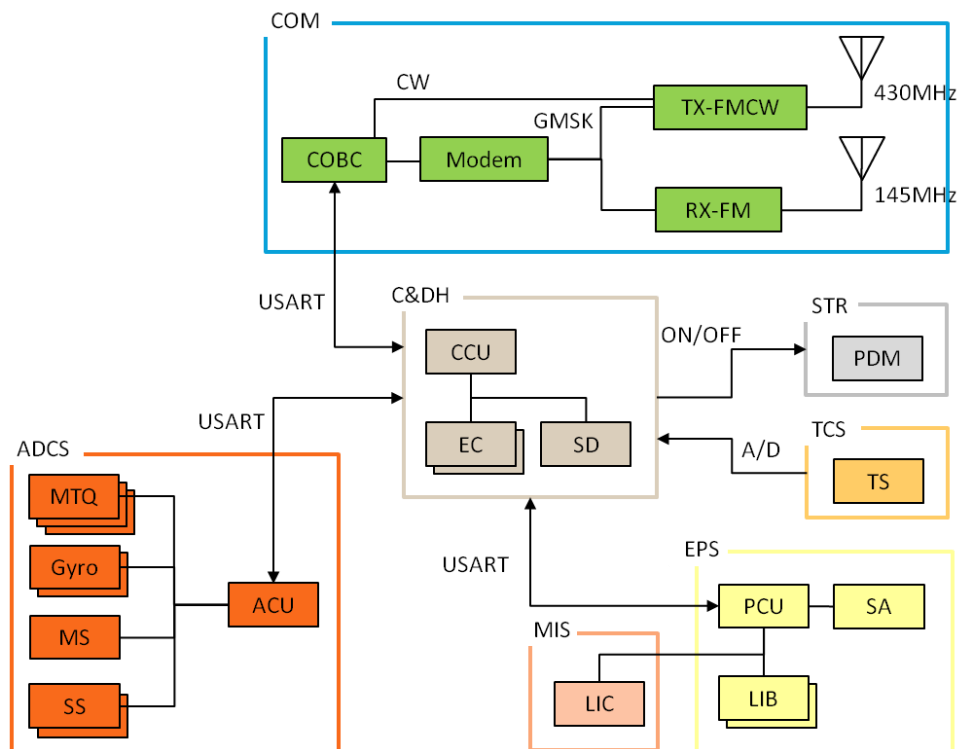 COM
CW
TX-FMCW
430MHz
GMSK
COBC
Modem
145MHz
RX-FM
USART
C&DH
STR
ON/OFF
CCU
PDM
USART
TCS
ADCS
EC
SD
A/D
TS
MTQ
EPS
Gyro
USART
ACU
PCU
SA
MS
MIS
LIC
LIB
SS